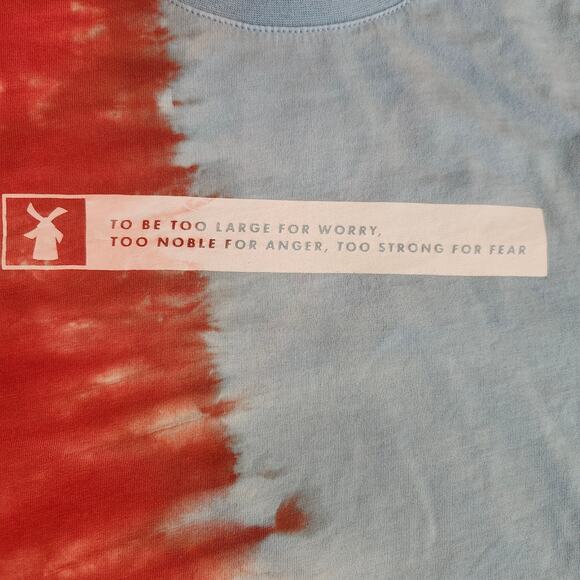 TO BE TOO LARGE FOR WORRY,
TOO NOBLE FOR ANGER, TOO STRONG FOR FEAR